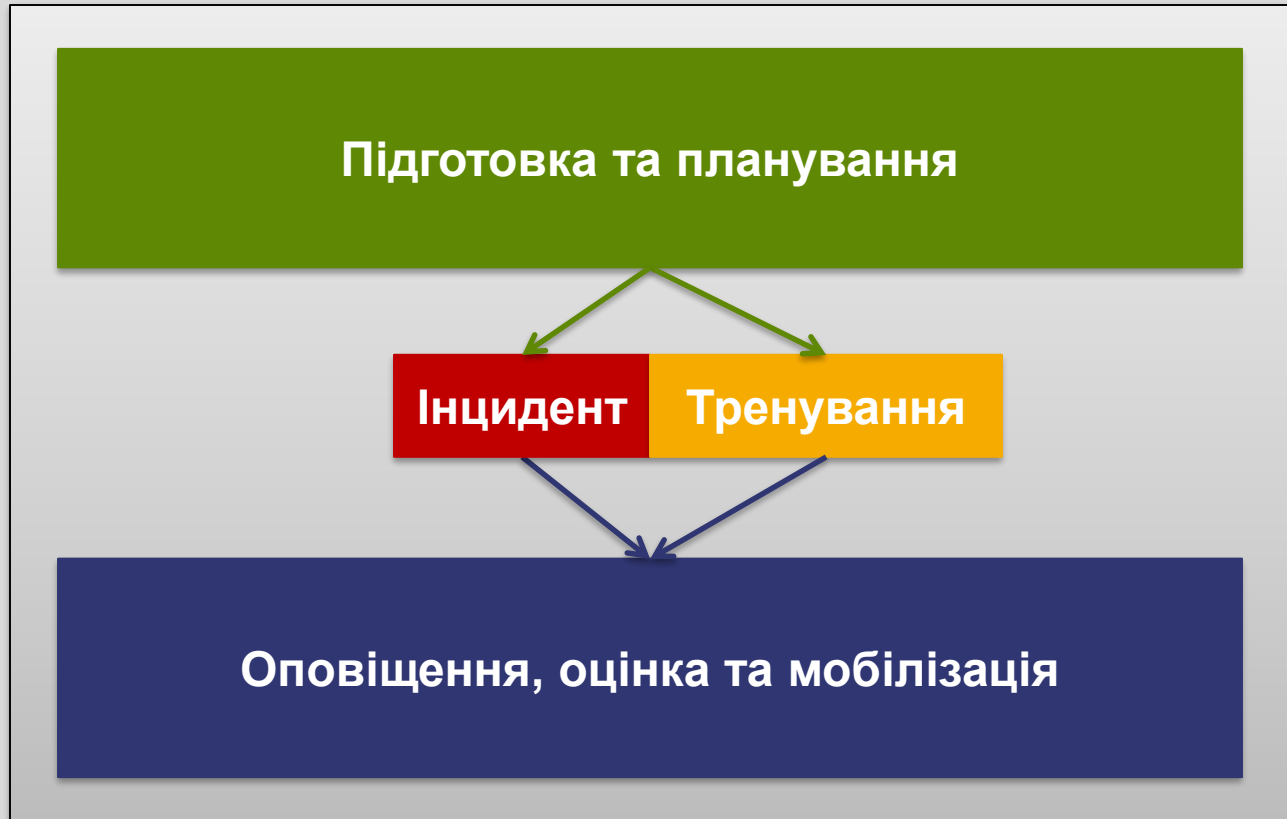 Підготовка та планування
Інцидент
Тренування
Оповіщення, оцінка та мобілізація